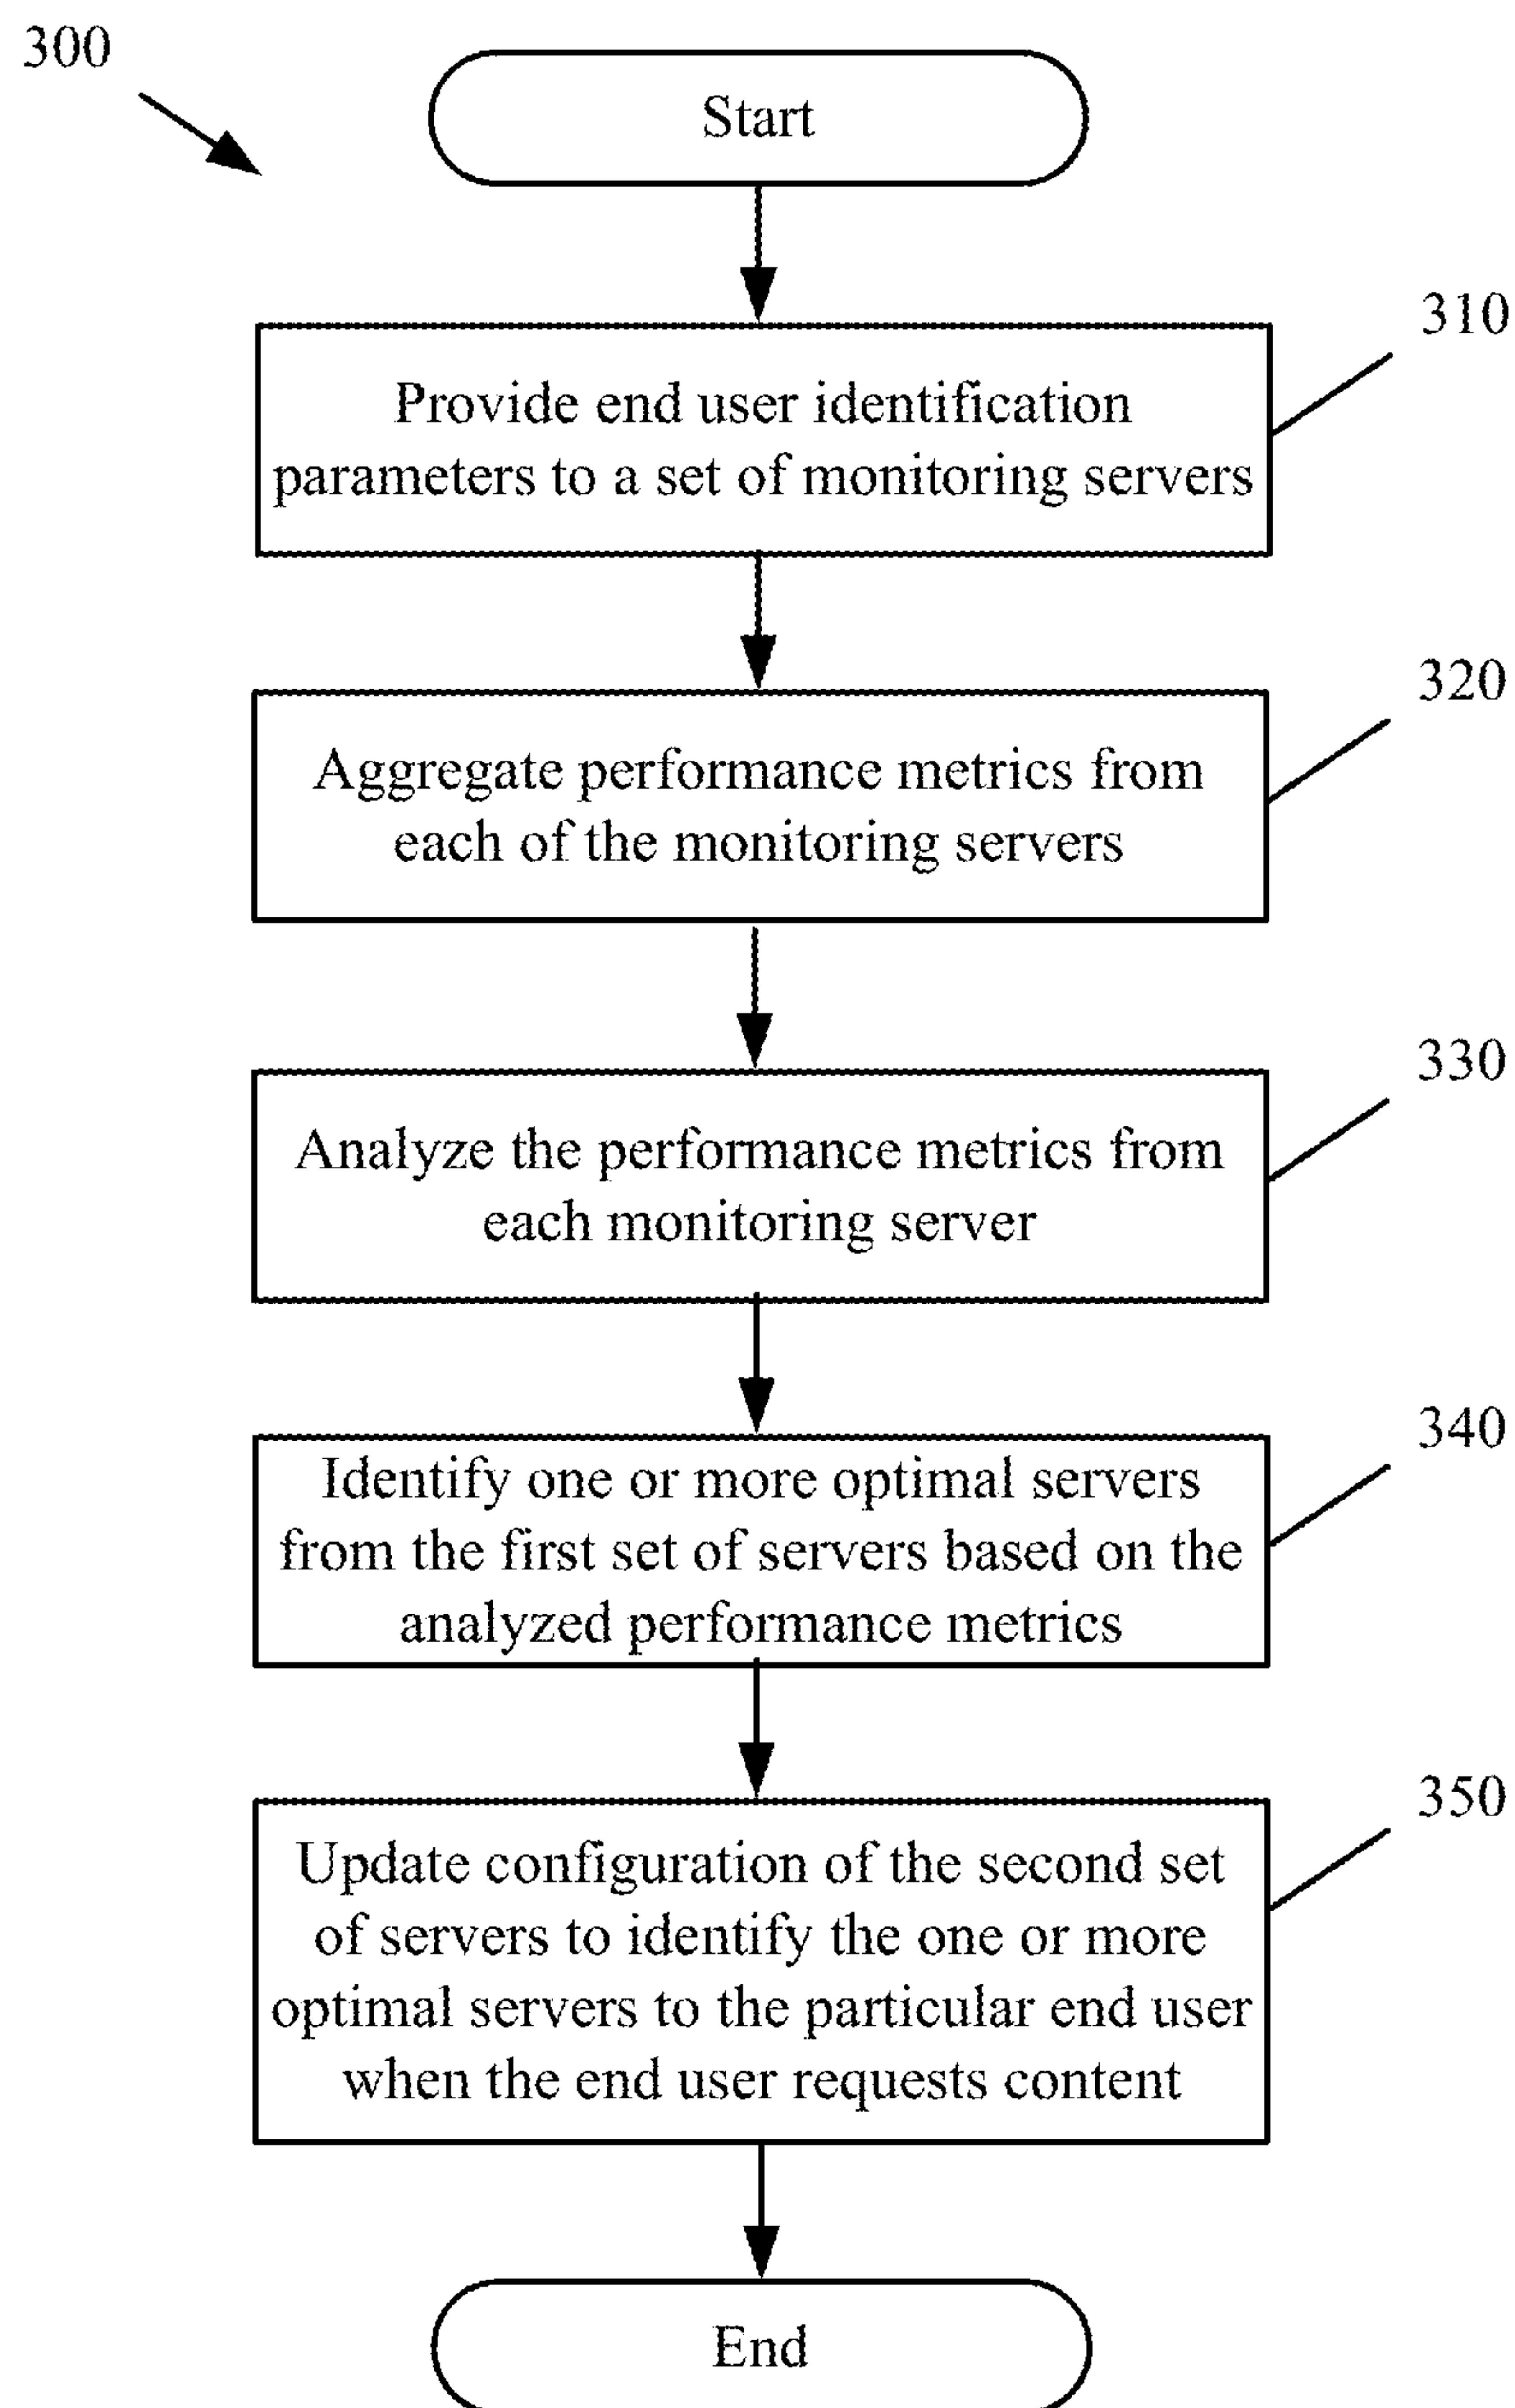 300
Start
310
Provide end user identification
parameters to a set of monitoring servers
320
Aggregate performance metrics from
each of the monitoring servers
330
Analyze the performance metrics from
each monitoring server
340
Identify one or more optimal servers
from the first set of servers based on the
analyzed performance metrics
350
Update configuration of the second set
of servers to identify the one or more
optimal servers to the particular end user
when the end user requests content
End